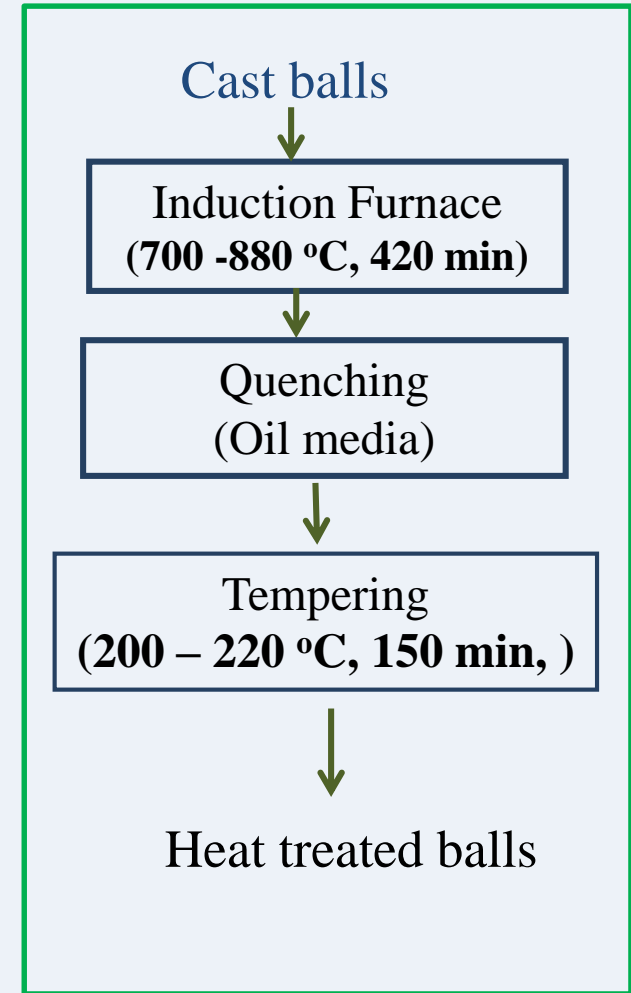 Cast balls
Induction Furnace
(700 -880 ᵒC, 420 min)
Quenching
(Oil media)
Tempering
(200 – 220 ᵒC, 150 min, )
Heat treated balls